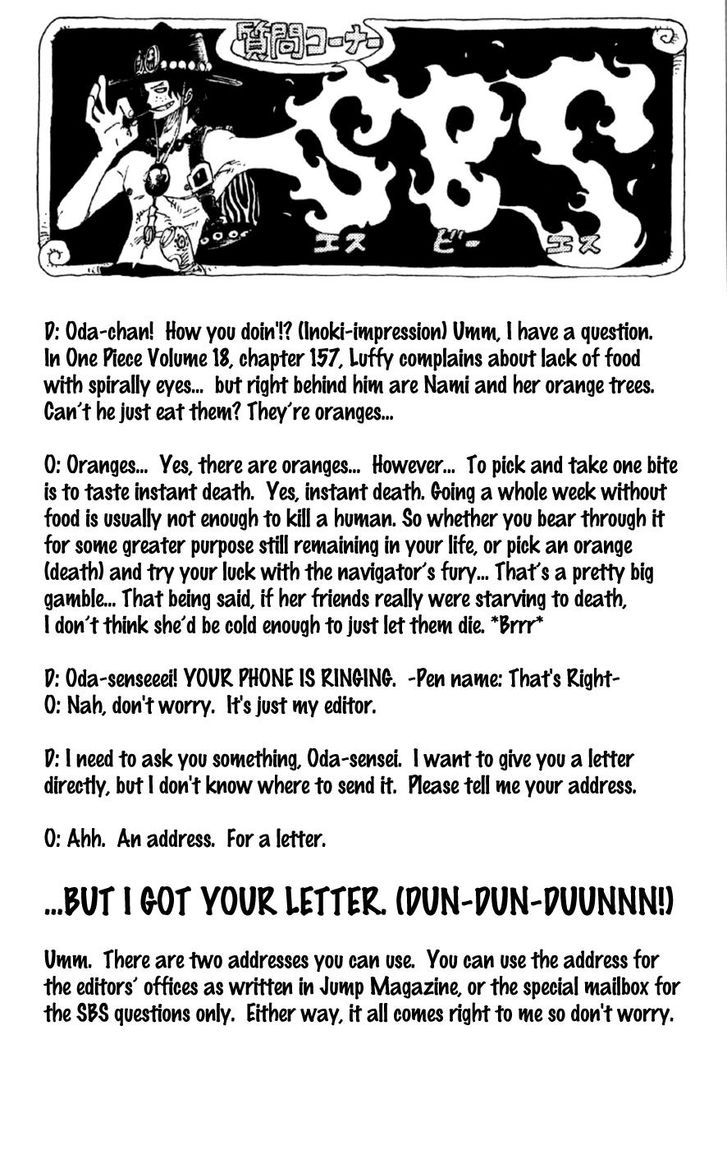 質問コーナー
SBS
エス ビー エス
D: Oda-chan! How you doin'!? (Inoki-impression) Umm, I have a question.
In One Piece Volume 18, chapter 157, Luffy complains about lack of food
with spirally eyes... but right behind him are Nami and her orange trees.
Can't he just eat them? They're oranges...
O: Oranges... Yes, there are oranges... However... To pick and take one bite
is to taste instant death. Yes, instant death. Going a whole week without
food is usually not enough to kill a human. So whether you bear through it
for some greater purpose still remaining in your life, or pick an orange
(death) and try your luck with the navigator's fury... That's a pretty big
gamble... That being said, if her friends really were starving to death,
I don't think she'd be cold enough to just let them die. *Brrr*
D: Oda-senseeei! YOUR PHONE IS RINGING. -Pen name: That's Right-
O: Nah, don't worry. It's just my editor.
D: I need to ask you something, Oda-sensei. I want to give you a letter
directly, but I don't know where to send it. Please tell me your address.
O: Ahh. An address. For a letter.
...BUT I GOT YOUR LETTER. (DUN-DUN-DUUNNN!)
Umm. There are two addresses you can use. You can use the address for
the editors' offices as written in Jump Magazine, or the special mailbox for
the SBS questions only. Either way, it all comes right to me so don't worry.